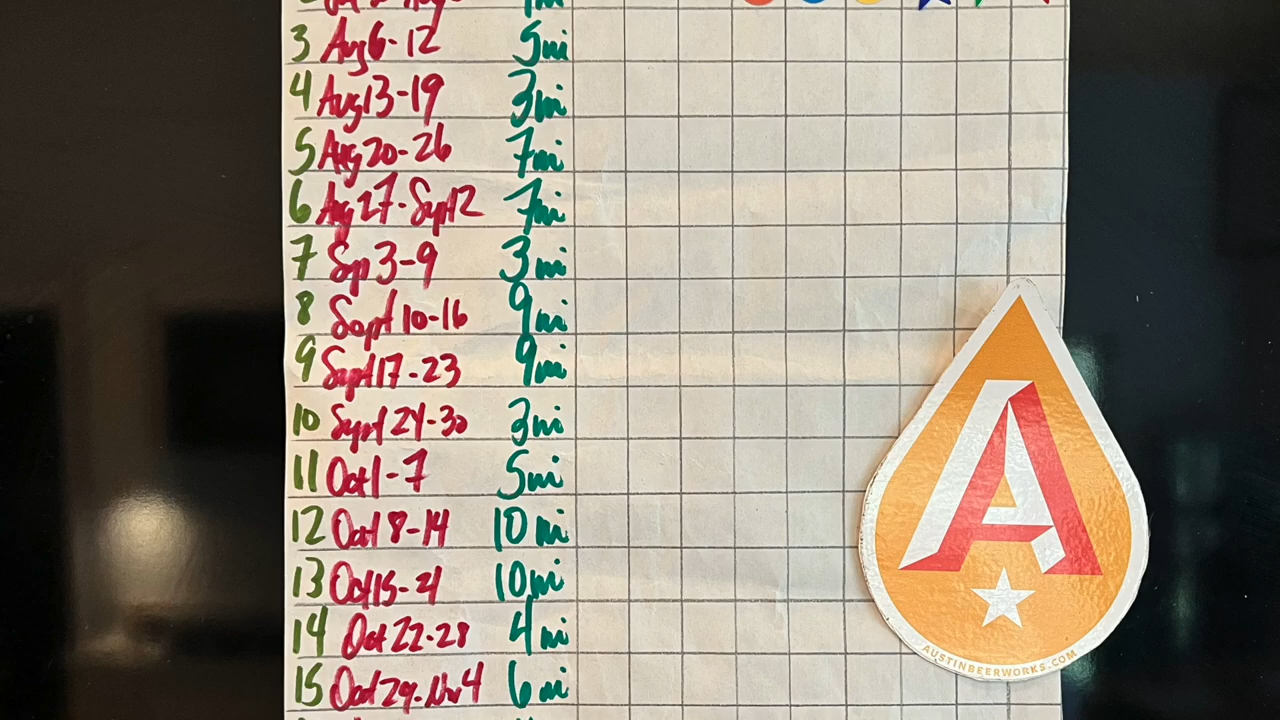 3 Aug 6-12 5mi
4 Aug 13-19 3mi
5 Aug 20-26 7mi
6 Aug 27-Sept 2 7mi
7 Sep 3-9 3mi
8 Sept 10-16 9mi
9 Sept 17-23 9mi
10 Sept 24-30 3mi
11 Oct 1-7 5mi
12 Oct 8-14 10mi
13 Oct 15-21 10mi
14 Oct 22-28 4mi
15 Oct 29-Nov 4 6mi
A
AUSTINBEERWORKS.COM